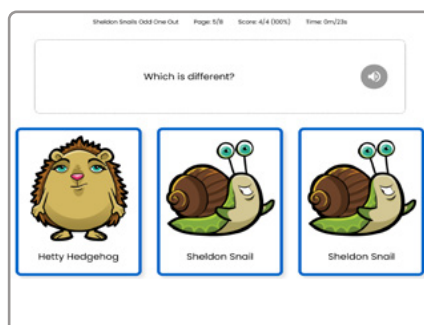 Sheldon Snails Odd One Out Page: 5/8 Score: 4/4 (100%) Time: 0m/23s
Which is different?
Hetty Hedgehog Sheldon Snail Sheldon Snail